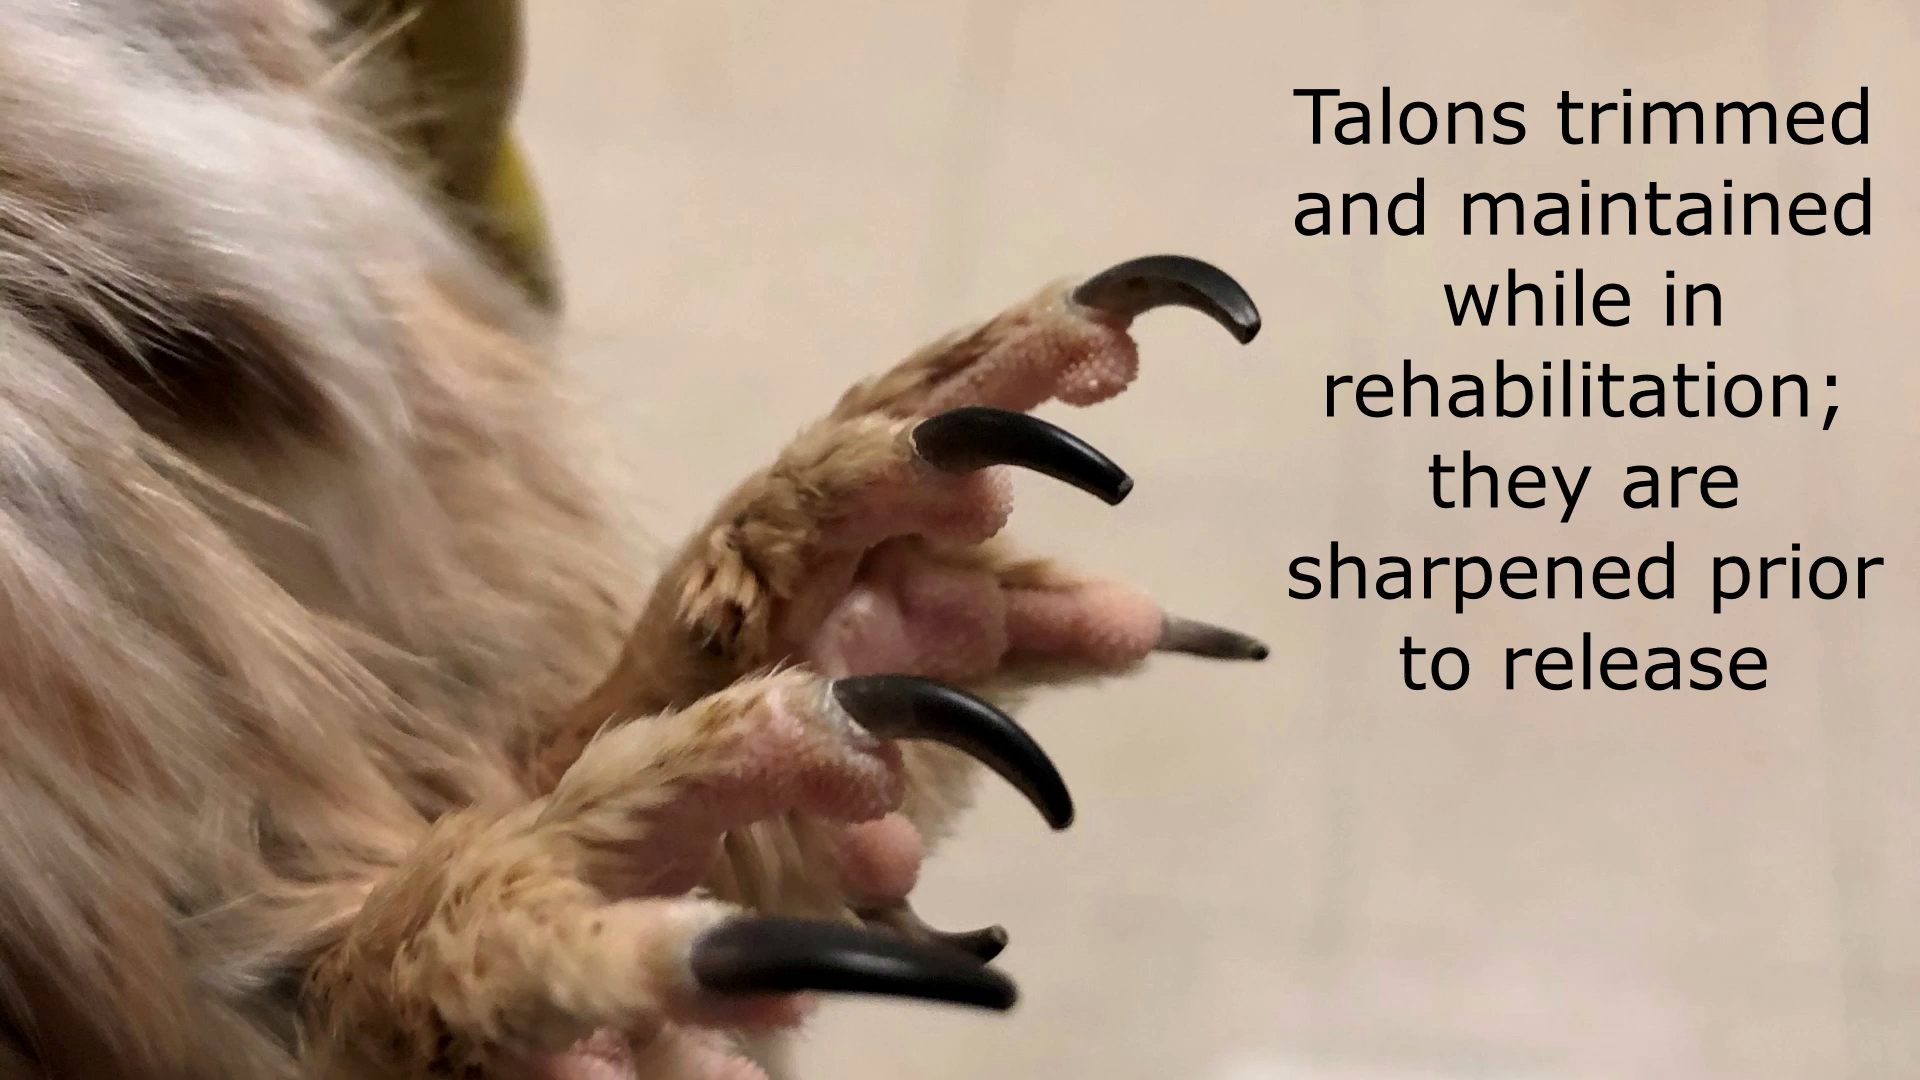 Talons trimmed
and maintained
while in
rehabilitation;
they are
sharpened prior
to release